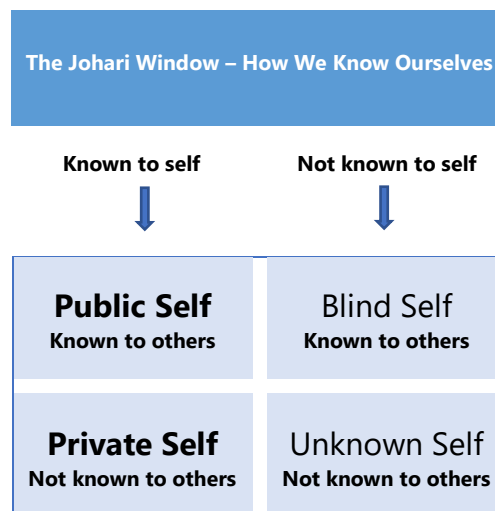 The Johari Window – How We Know Ourselves
Known to self
Not known to self
Public Self
Known to others
Blind Self
Known to others
Private Self
Not known to others
Unknown Self
Not known to others